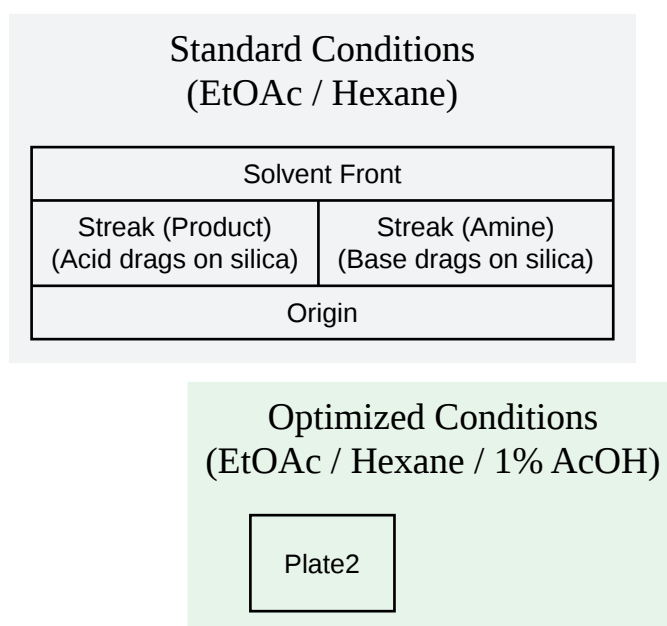 Standard Conditions
(EtOAc / Hexane)
Solvent Front
Streak (Product)
(Acid drags on silica)
Streak (Amine)
(Base drags on silica)
Origin
Optimized Conditions
(EtOAc / Hexane / 1% AcOH)
Plate2